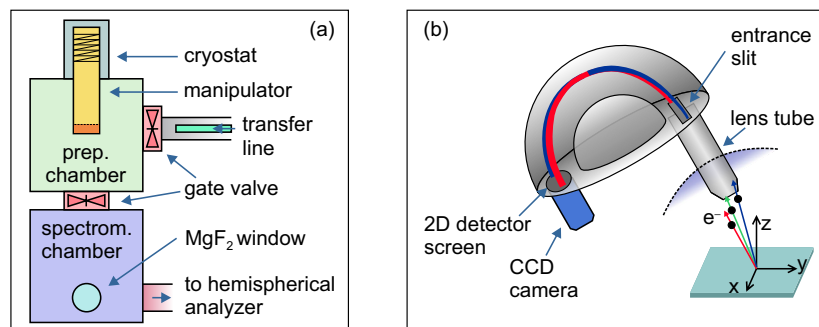 (a)
cryostat
manipulator
transfer
line
prep.
chamber
gate valve
spectrom.
chamber
MgF₂ window
to hemispherical
analyzer
(b)
entrance
slit
lens tube
2D detector
screen
CCD
camera
e⁻
z
y
x